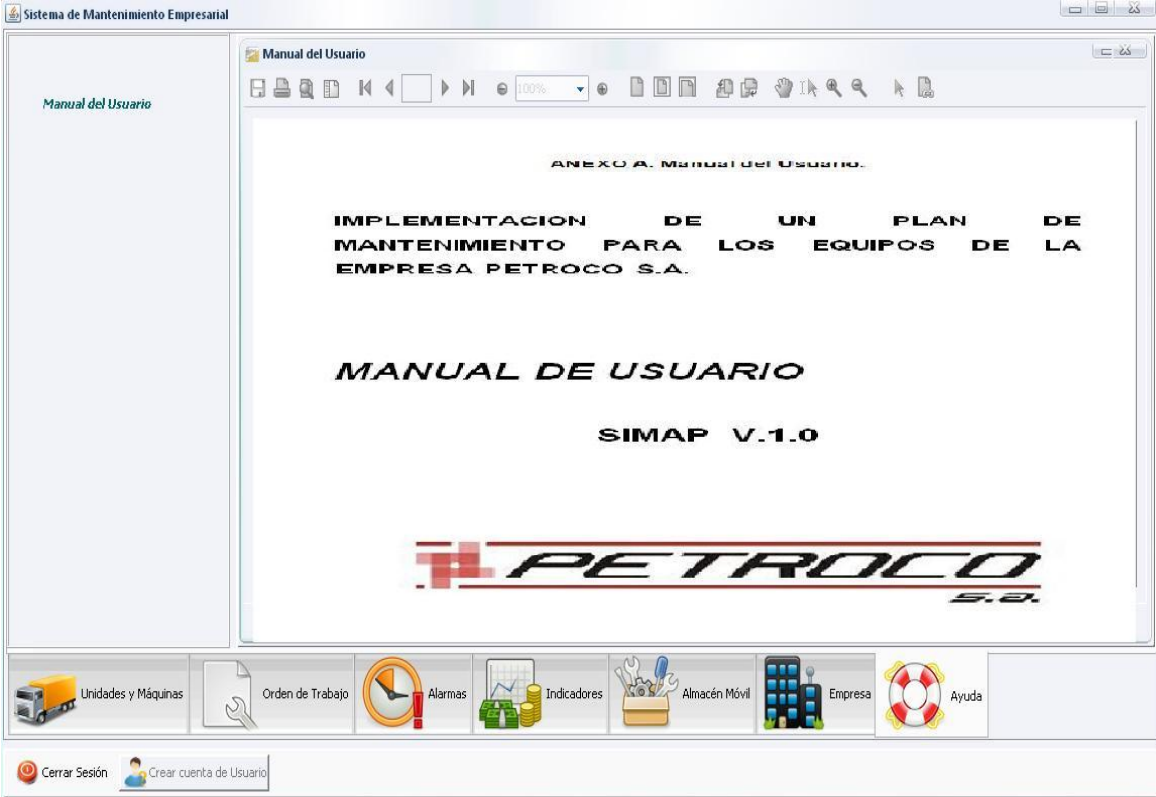 Sistema de Mantenimiento Empresarial
Manual del Usuario
Manual del Usuario
100%
ANEXO A. Manual del Usuario.
IMPLEMENTACION DE UN PLAN DE
MANTENIMIENTO PARA LOS EQUIPOS DE LA
EMPRESA PETROCO S.A.
MANUAL DE USUARIO
SIMAP V.1.0
PETROCO
s.a.
Unidades y Máquinas
Orden de Trabajo
Alarmas
Indicadores
Almacén Móvil
Empresa
Ayuda
Cerrar Sesión
Crear cuenta de Usuario